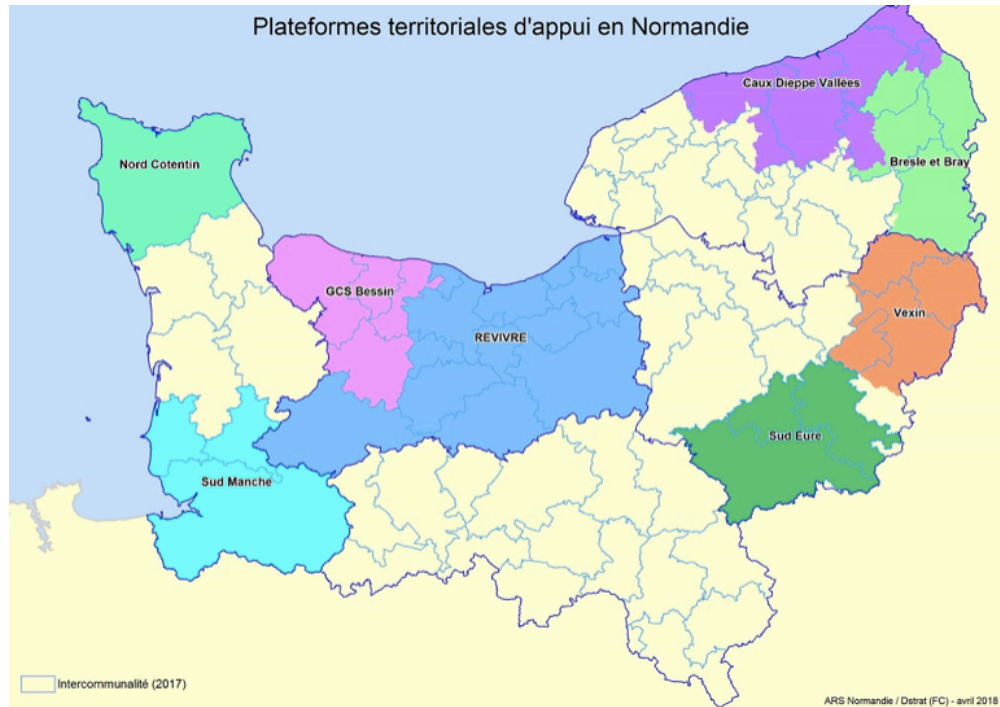 Plateformes territoriales d'appui en Normandie
Caux Dieppe Vallées
Nord Cotentin
Bresle et Bray
GCS Bessin
Vexin
REVIVRE
Sud Eure
Sud Manche
Intercommunalité (2017)
ARS Normandie / Dstrat (FC) - avril 2018